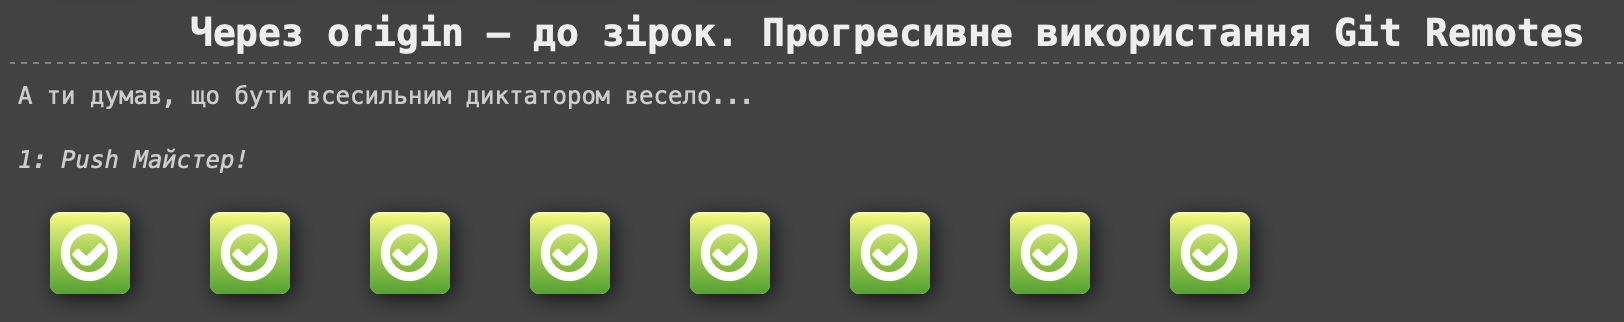 Через origin – до зірок. Прогресивне використання Git Remotes
А ти думав, що бути всесильним диктатором весело...
1: Push Майстер!